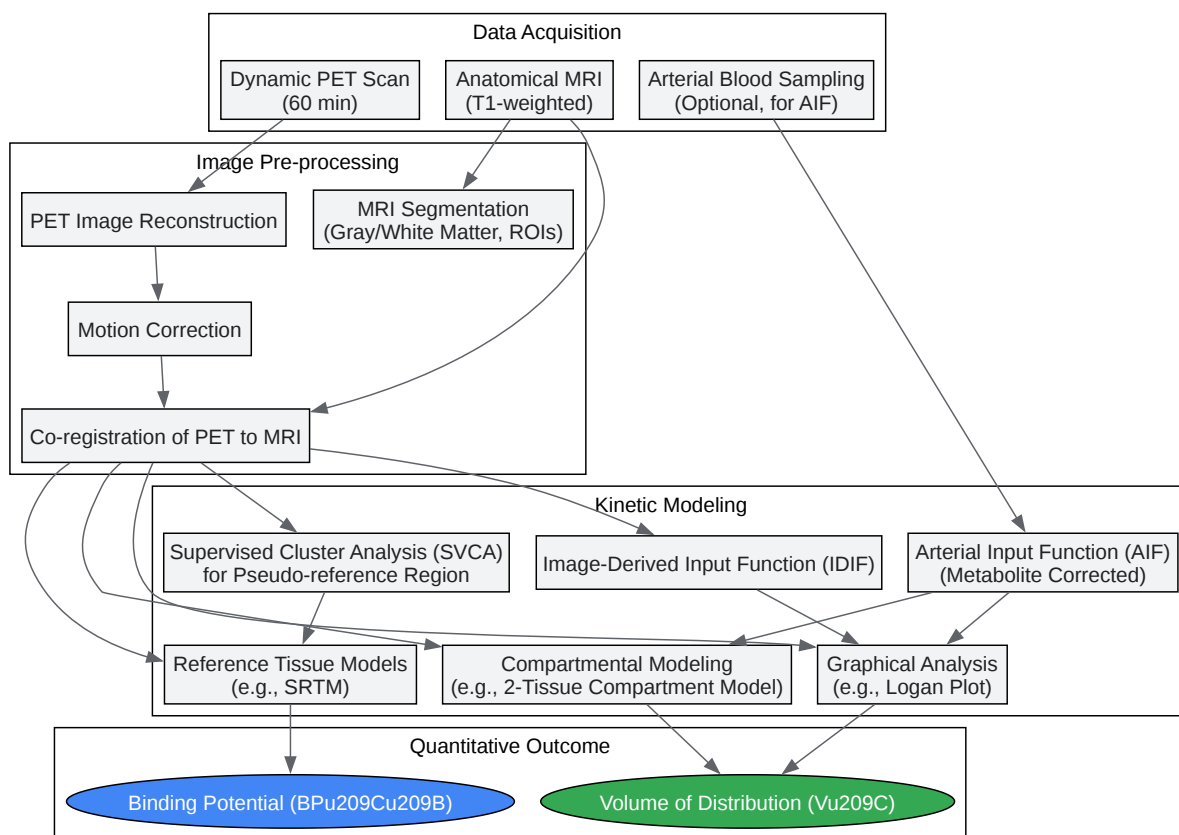 Data Acquisition
Dynamic PET Scan
(60 min)
Anatomical MRI
(T1-weighted)
Arterial Blood Sampling
(Optional, for AIF)
Image Pre-processing
PET Image Reconstruction
MRI Segmentation
(Gray/White Matter, ROIs)
Motion Correction
Co-registration of PET to MRI
Kinetic Modeling
Supervised Cluster Analysis (SVCA)
for Pseudo-reference Region
Image-Derived Input Function (IDIF)
Arterial Input Function (AIF)
(Metabolite Corrected)
Reference Tissue Models
(e.g., SRTM)
Compartmental Modeling
(e.g., 2-Tissue Compartment Model)
Graphical Analysis
(e.g., Logan Plot)
Quantitative Outcome
Binding Potential (BPu209Cu209B)
Volume of Distribution (Vu209C)